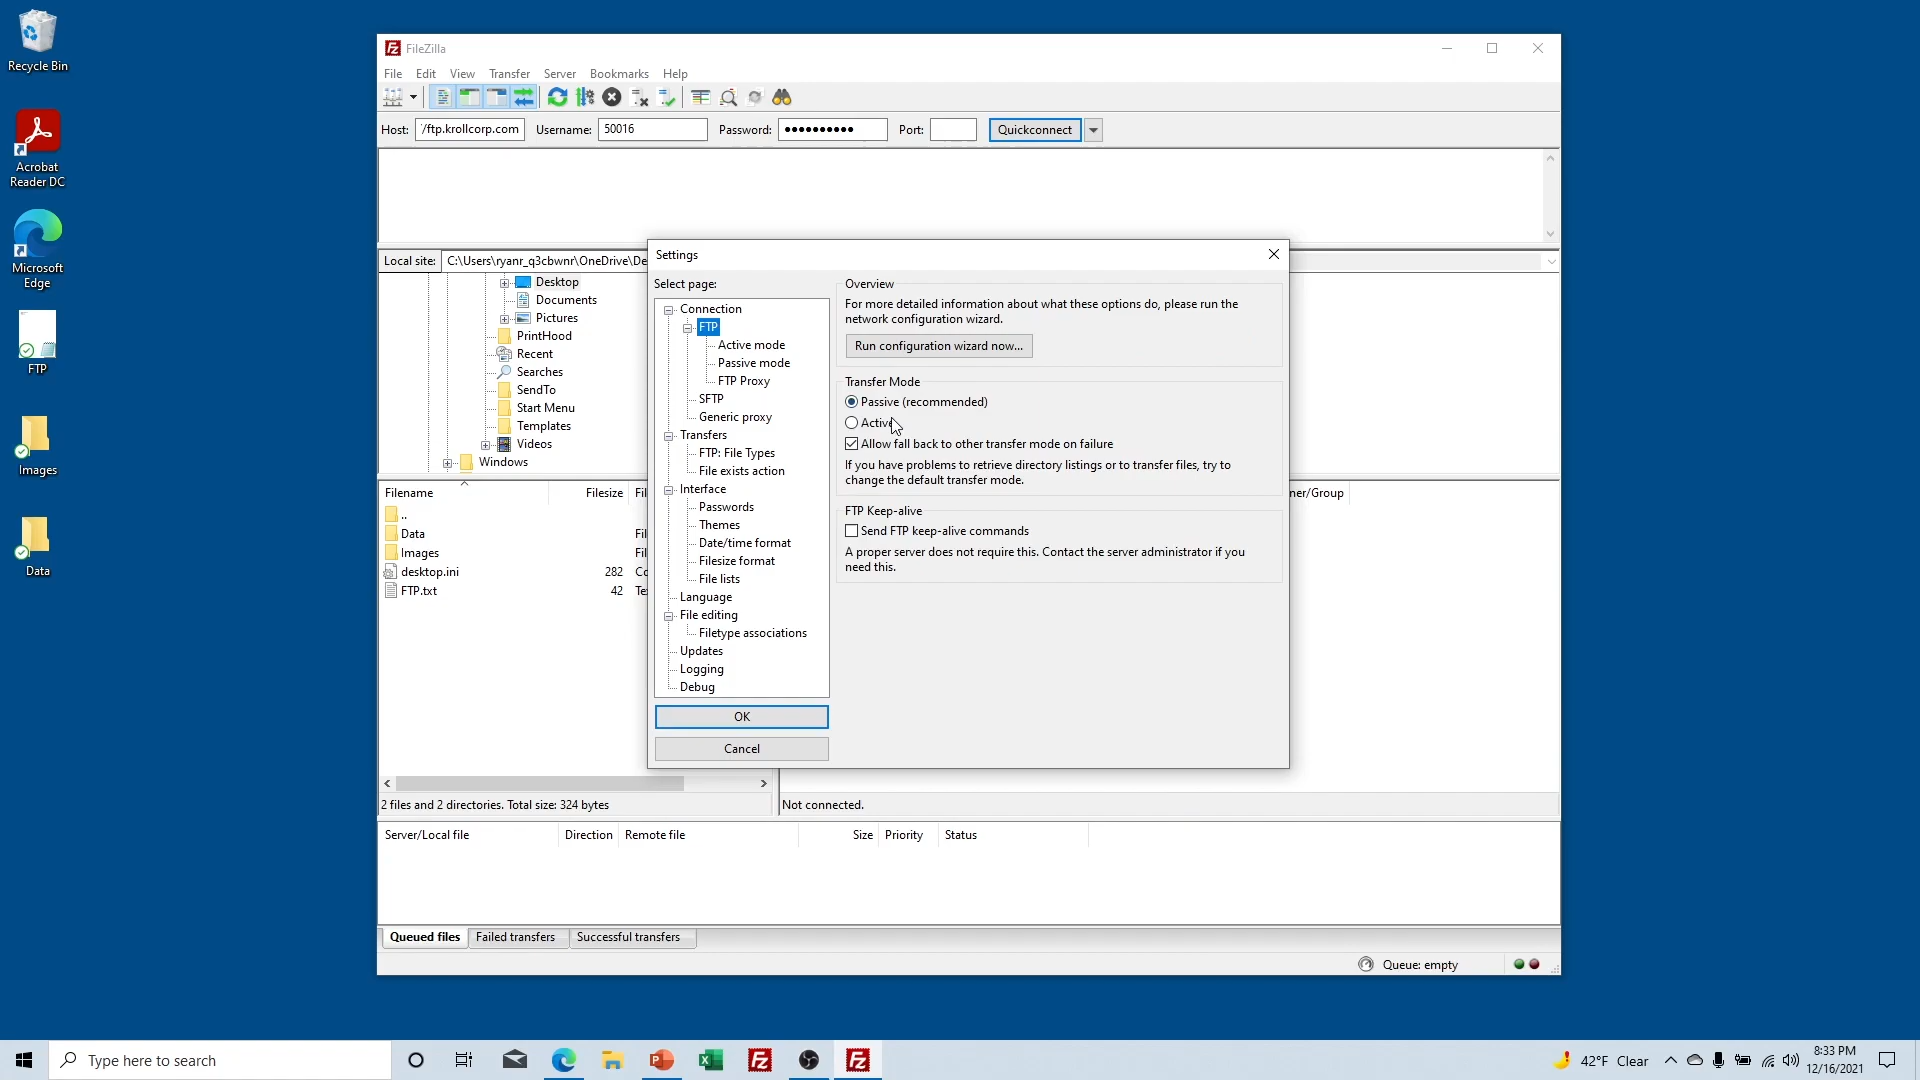 Recycle Bin
Acrobat
Reader DC
Microsoft
Edge
FTP
Images
Data
FileZilla
File Edit View Transfer Server Bookmarks Help
Host: /ftp.krollcorp.com Username: 50016 Password: ●●●●●●●●●● Port: Quickconnect
Local site: C:\Users\ryanr_q3cbwnr\OneDrive\De
Desktop
Documents
Pictures
PrintHood
Recent
Searches
SendTo
Start Menu
Templates
Videos
Windows
Filename Filesize Fil
..
Data Fil
Images Fil
desktop.ini 282 Co
FTP.txt 42 Te
2 files and 2 directories. Total size: 324 bytes
Settings
Select page:
Connection
FTP
Active mode
Passive mode
FTP Proxy
SFTP
Generic proxy
Transfers
FTP: File Types
File exists action
Interface
Passwords
Themes
Date/time format
Filesize format
File lists
Language
File editing
Filetype associations
Updates
Logging
Debug
OK
Cancel
Overview
For more detailed information about what these options do, please run the
network configuration wizard.
Run configuration wizard now...
Transfer Mode
Passive (recommended)
Active
Allow fall back to other transfer mode on failure
If you have problems to retrieve directory listings or to transfer files, try to
change the default transfer mode.
FTP Keep-alive
Send FTP keep-alive commands
A proper server does not require this. Contact the server administrator if you
need this.
ner/Group
Not connected.
Server/Local file Direction Remote file Size Priority Status
Queued files Failed transfers Successful transfers
Queue: empty
Type here to search
42°F Clear
8:33 PM
12/16/2021